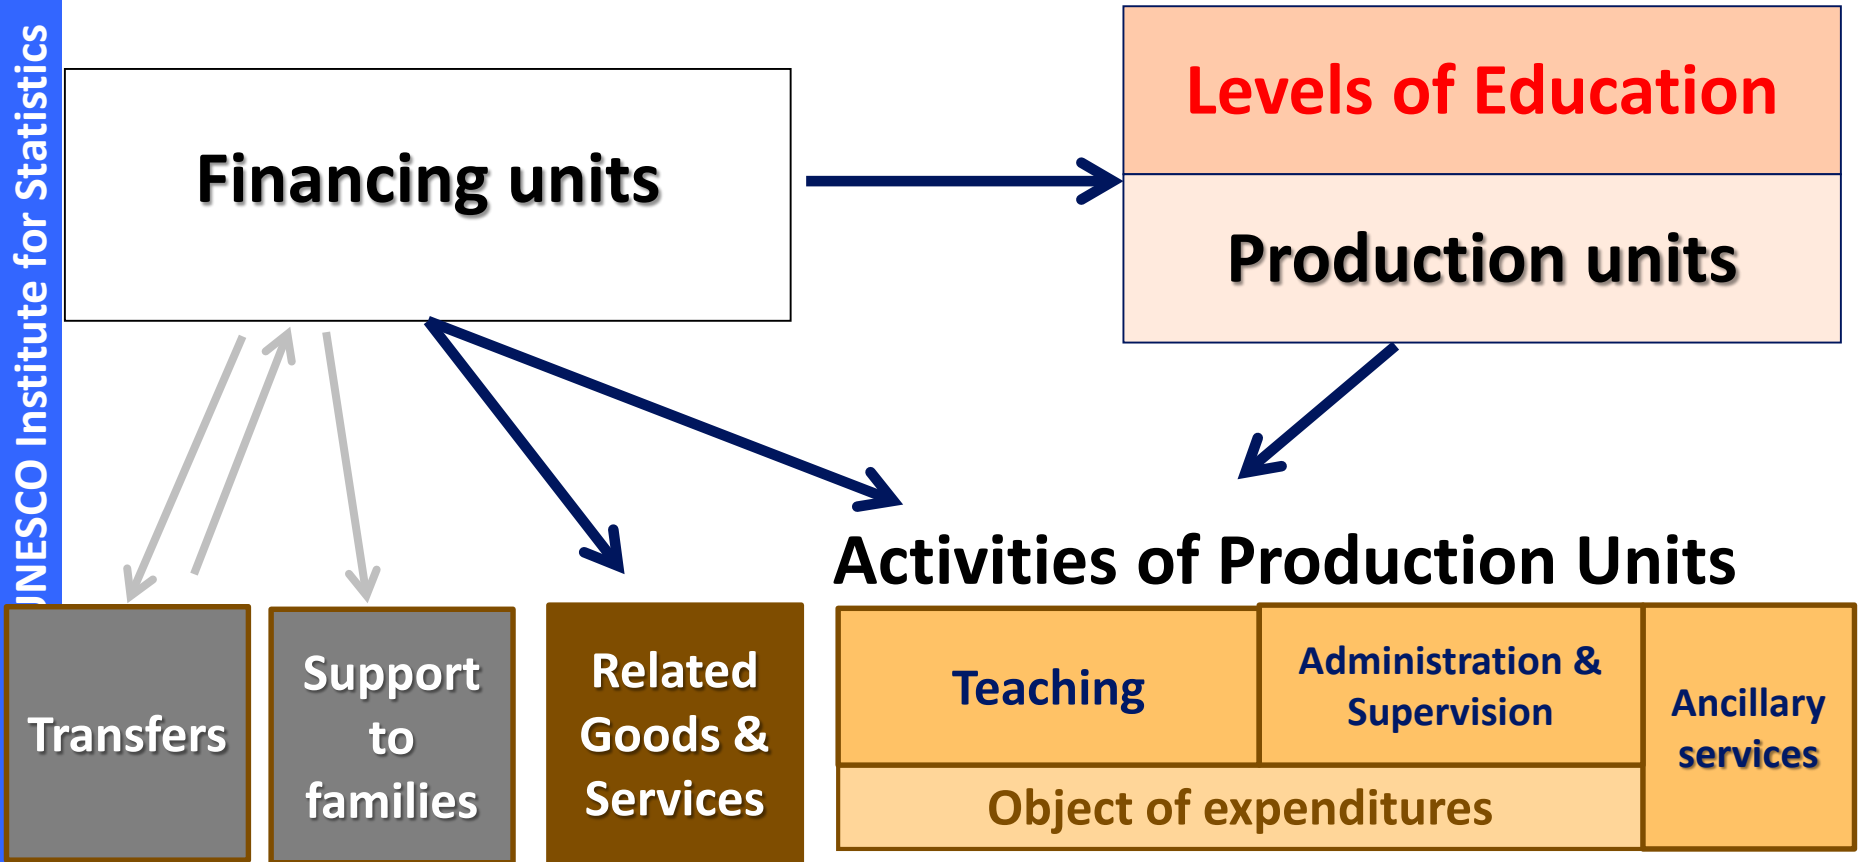 UNESCO Institute for Statistics
Financing units
Levels of Education
Production units
Activities of Production Units
Transfers
Support
to
families
Related
Goods &
Services
Teaching
Administration &
Supervision
Ancillary
services
Object of expenditures